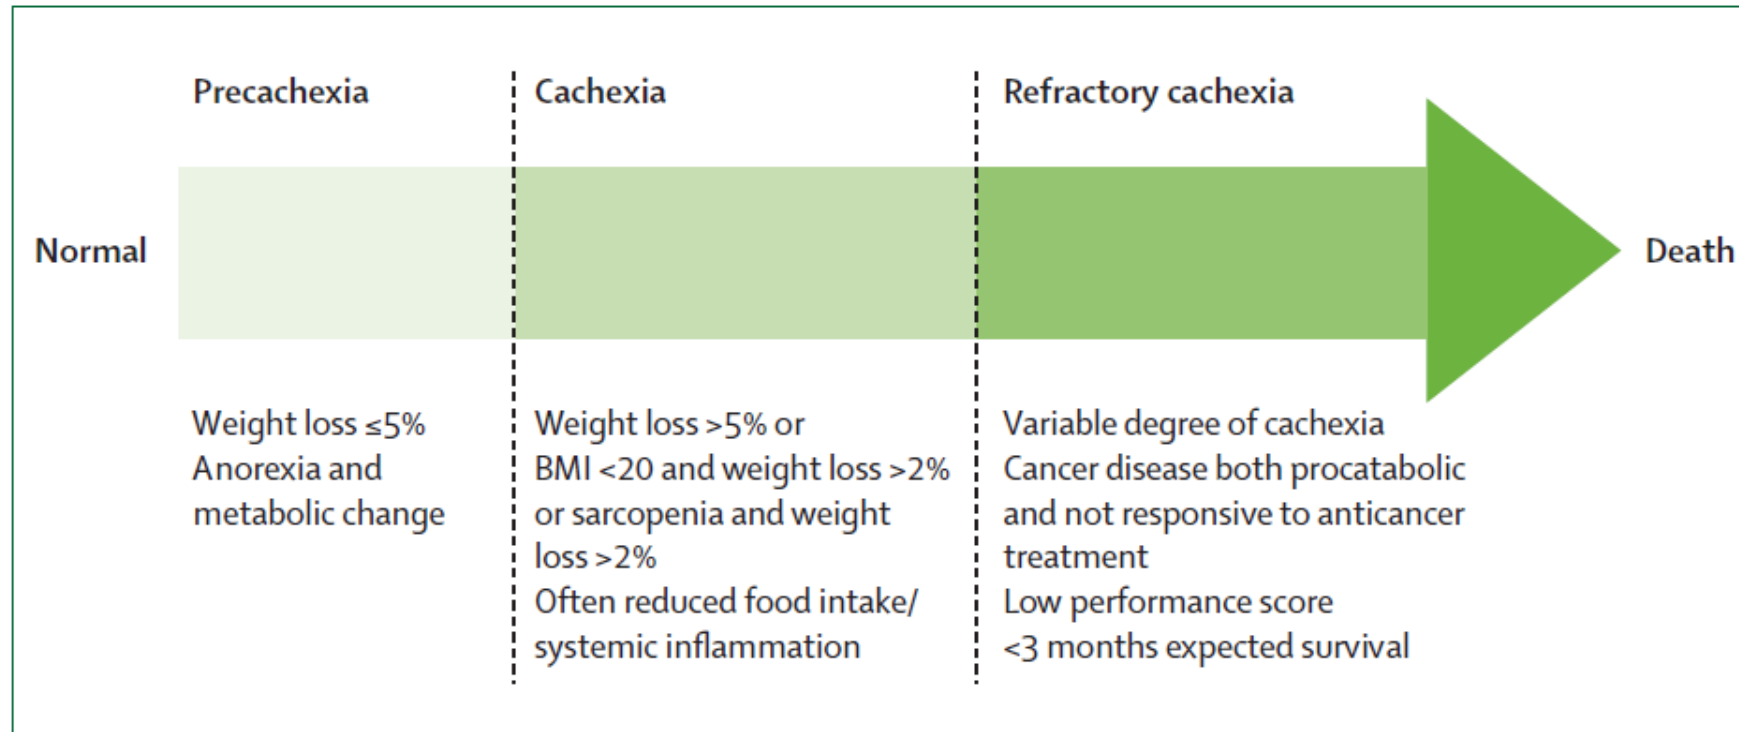 Precachexia
Cachexia
Refractory cachexia
Normal
Death
Weight loss ≤5%
Anorexia and
metabolic change
Weight loss >5% or
BMI <20 and weight loss >2%
or sarcopenia and weight
loss >2%
Often reduced food intake/
systemic inflammation
Variable degree of cachexia
Cancer disease both procatabolic
and not responsive to anticancer
treatment
Low performance score
<3 months expected survival